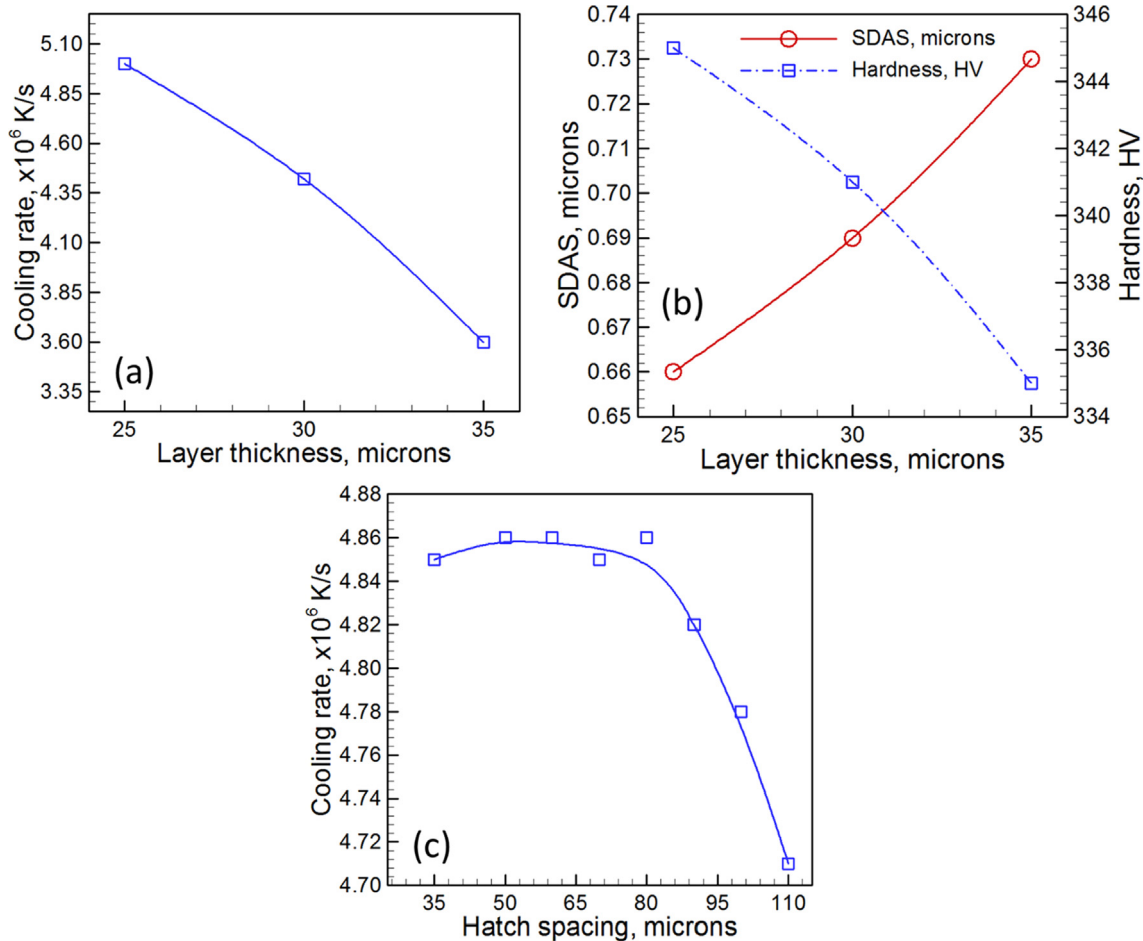 5.10
4.85
4.60
4.35
4.10
3.85
3.60
3.35
Cooling rate, x10⁶ K/s
(a)
25 30 35
Layer thickness, microns
0.74
0.73
0.72
0.71
0.70
0.69
0.68
0.67
0.66
0.65
SDAS, microns
SDAS, microns
Hardness, HV
(b)
346
344
342
340
338
336
334
Hardness, HV
25 30 35
Layer thickness, microns
4.88
4.86
4.84
4.82
4.80
4.78
4.76
4.74
4.72
4.70
Cooling rate, x10⁶ K/s
(c)
35 50 65 80 95 110
Hatch spacing, microns